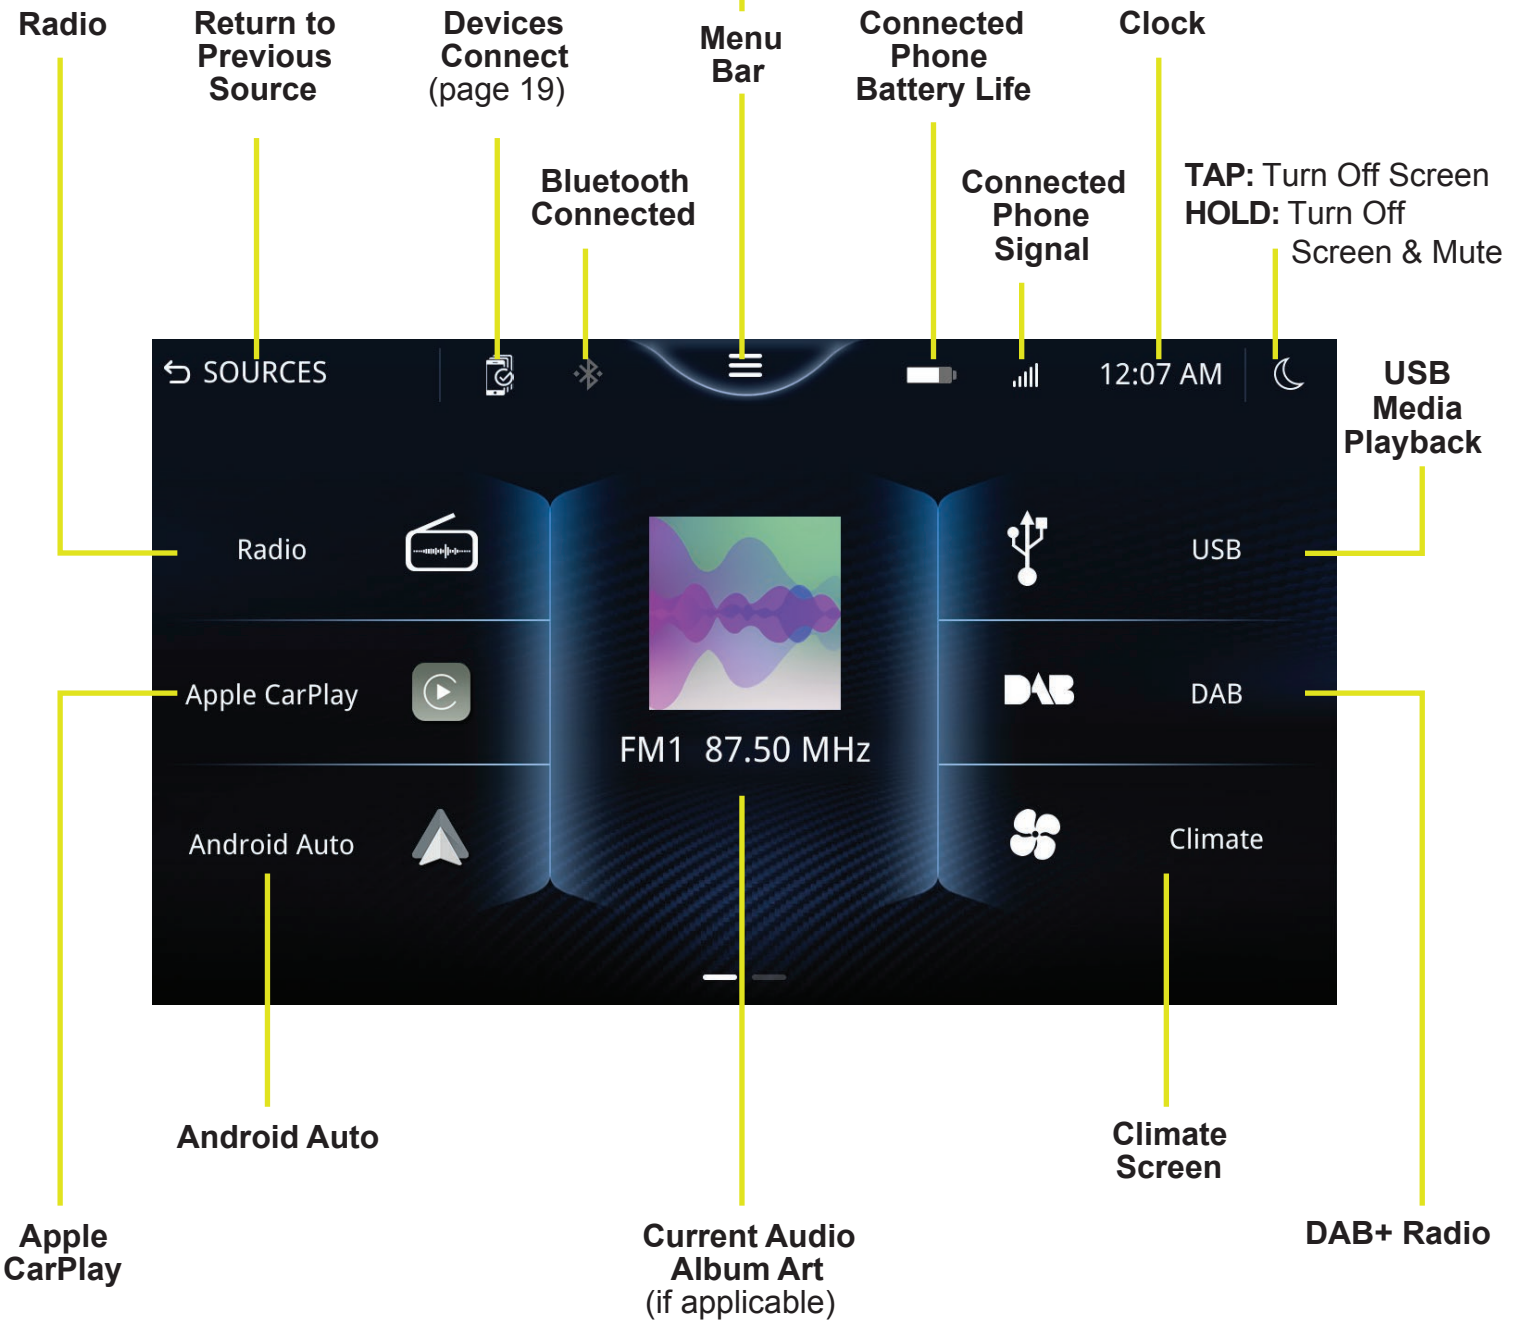 Radio
Return to
Previous
Source
Devices
Connect
(page 19)
Menu
Bar
Connected
Phone
Battery Life
Clock
Bluetooth
Connected
Connected
Phone
Signal
TAP: Turn Off Screen
HOLD: Turn Off
Screen & Mute
SOURCES
12:07 AM
USB
Media
Playback
Radio
USB
Apple CarPlay
DAB
DAB
FM1 87.50 MHz
Android Auto
Climate
Android Auto
Climate
Screen
Apple
CarPlay
Current Audio
Album Art
(if applicable)
DAB+ Radio